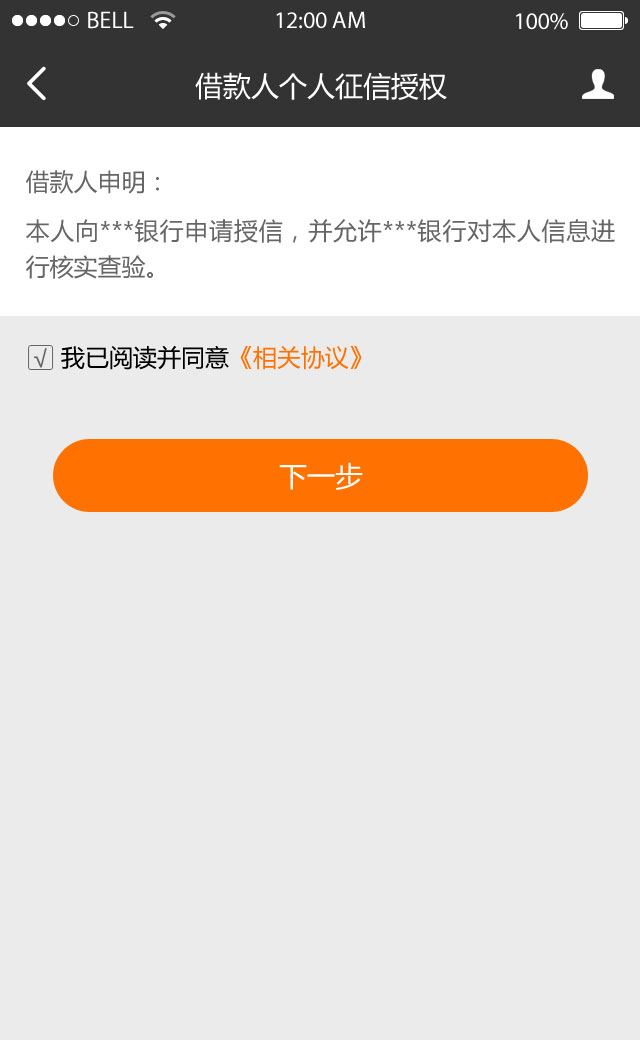 BELL 12:00 AM 100%
借款人个人征信授权
借款人申明：
本人向***银行申请授信，并允许***银行对本人信息进
行核实查验。
√ 我已阅读并同意《相关协议》
下一步